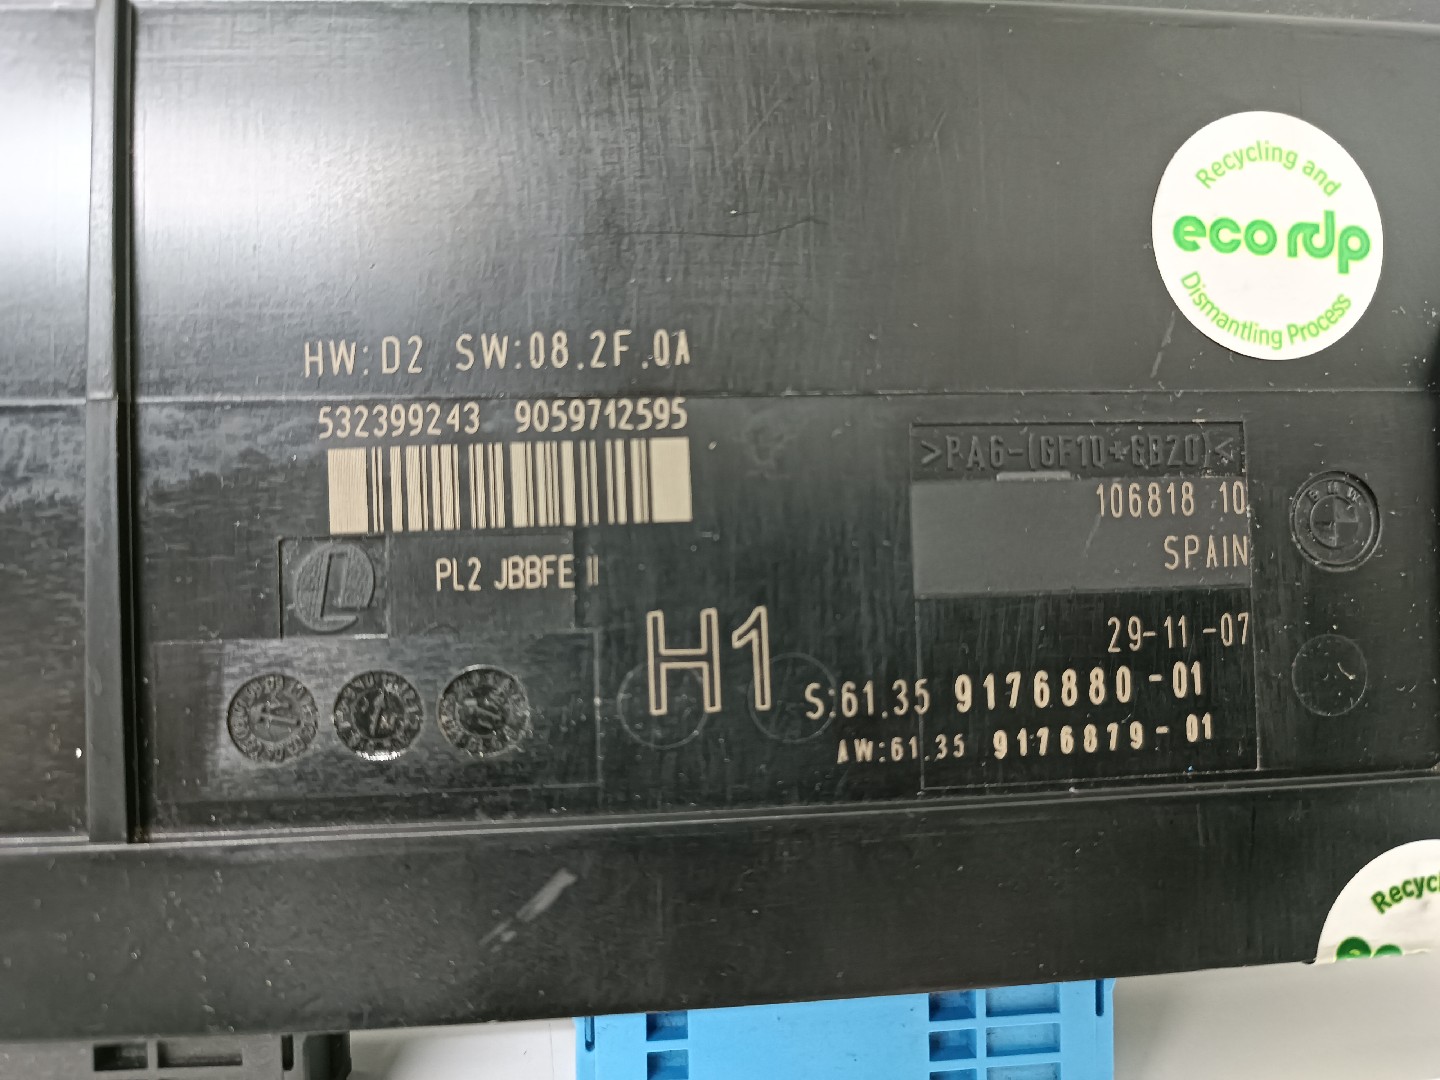 Recycling and
eco rdp
Dismantling Process
HW:D2 SW:08.2F.0A
532399243 9059712595
>PA6-(GF10+GB20)<
106818 10
SPAIN
BMW
PL2 JBBFE II
29-11-07
H1
S:61.35 9176880-01
AW:61.35 9176879-01